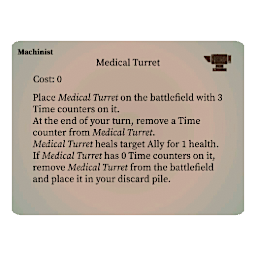 Machinist
Medical Turret
Cost: 0
Place Medical Turret on the battlefield with 3
Time counters on it.
At the end of your turn, remove a Time
counter from Medical Turret.
Medical Turret heals target Ally for 1 health.
If Medical Turret has 0 Time counters on it,
remove Medical Turret from the battlefield
and place it in your discard pile.